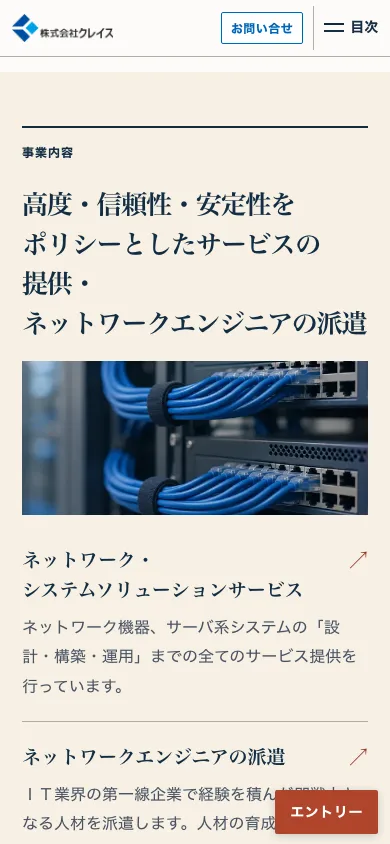 株式会社クレイス
お問い合せ
目次
事業内容
高度・信頼性・安定性を
ポリシーとしたサービスの
提供・
ネットワークエンジニアの派遣
ネットワーク・
システムソリューションサービス
ネットワーク機器、サーバ系システムの「設
計・構築・運用」までの全てのサービス提供を
行っています。
ネットワークエンジニアの派遣
ＩＴ業界の第一線企業で経験を積んだ
なる人材を派遣します。人材の育成
エントリー